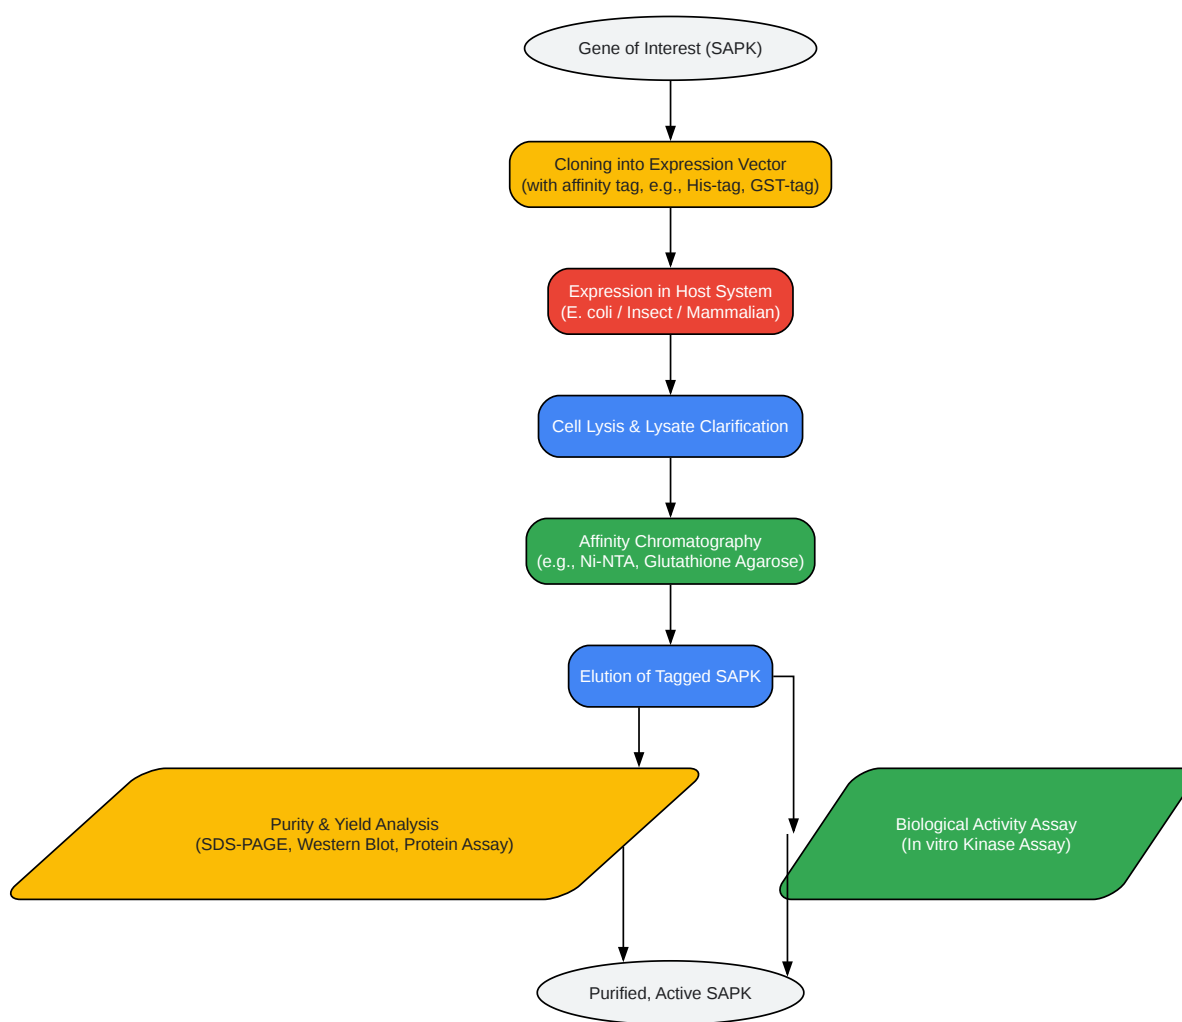 Gene of Interest (SAPK)
Cloning into Expression Vector
(with affinity tag, e.g., His-tag, GST-tag)
Expression in Host System
(E. coli / Insect / Mammalian)
Cell Lysis & Lysate Clarification
Affinity Chromatography
(e.g., Ni-NTA, Glutathione Agarose)
Elution of Tagged SAPK
Purity & Yield Analysis
(SDS-PAGE, Western Blot, Protein Assay)
Biological Activity Assay
(In vitro Kinase Assay)
Purified, Active SAPK